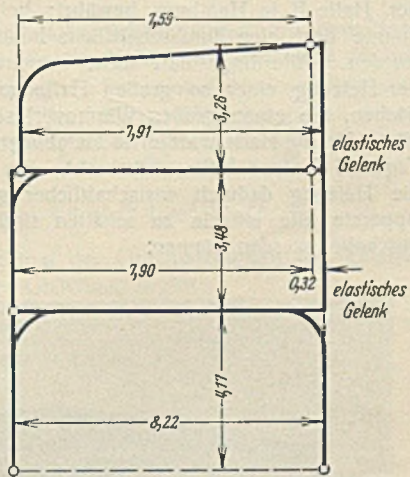 7,59
3,26
7,91
elastisches
Gelenk
3,48
7,90
0,32
elastisches
Gelenk
4,17
8,22